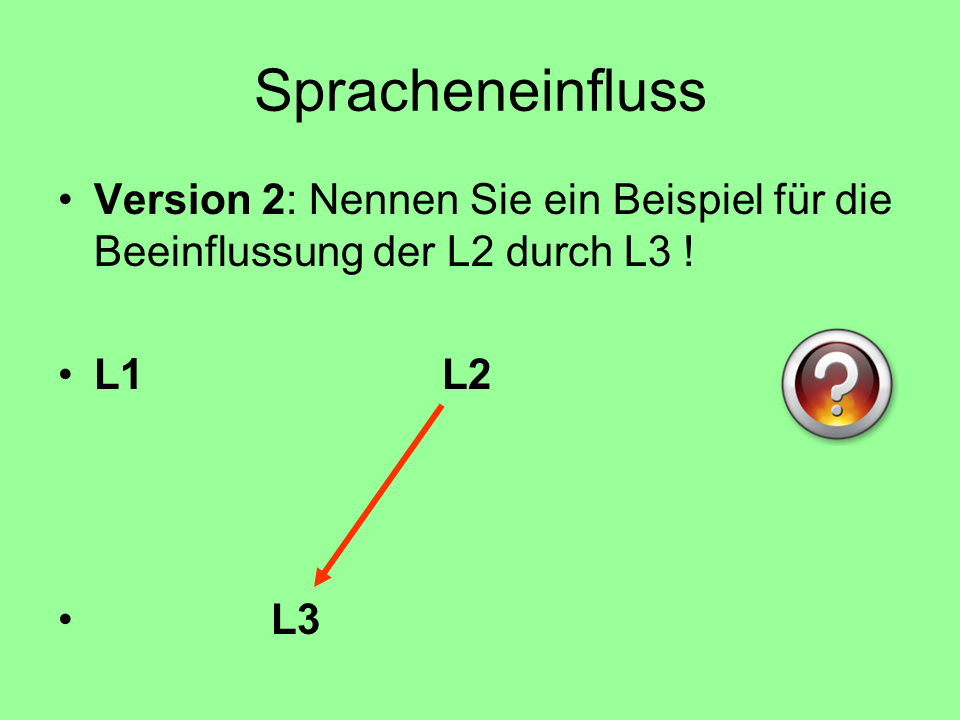 Spracheneinfluss
• Version 2: Nennen Sie ein Beispiel für die
Beeinflussung der L2 durch L3 !
• L1 L2
?
• L3